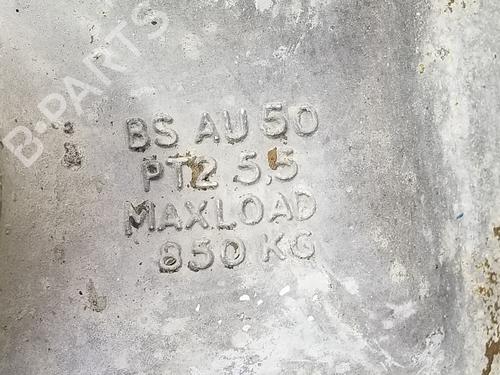 B-PARTS
BS AU 50
PT2 5,5
MAXLOAD
850 KG